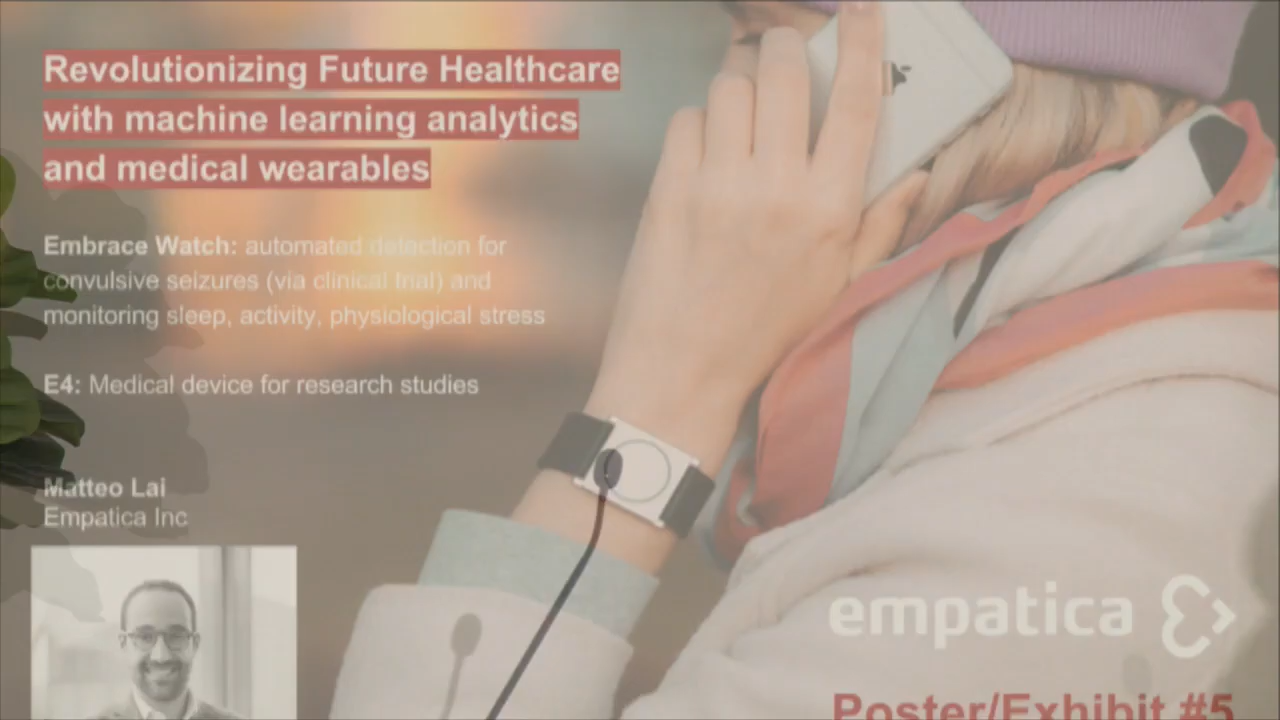 Revolutionizing Future Healthcare
with machine learning analytics
and medical wearables
Embrace Watch: automated detection for
convulsive seizures (via clinical trial) and
monitoring sleep, activity, physiological stress
E4: Medical device for research studies
Matteo Lai
Empatica Inc
empatica
Poster/Exhibit #5